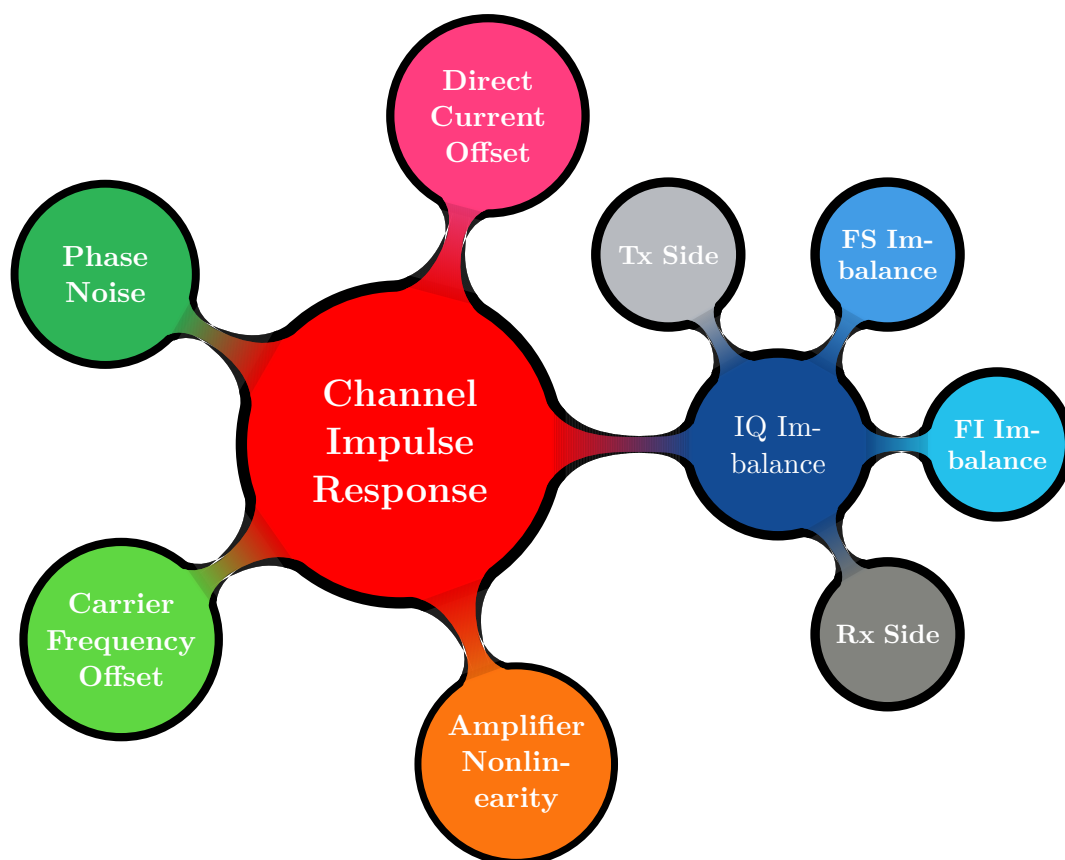 Direct
Current
Offset
Phase
Noise
Tx Side
FS Im-
balance
Channel
Impulse
Response
IQ Im-
balance
FI Im-
balance
Carrier
Frequency
Offset
Rx Side
Amplifier
Nonlin-
earity